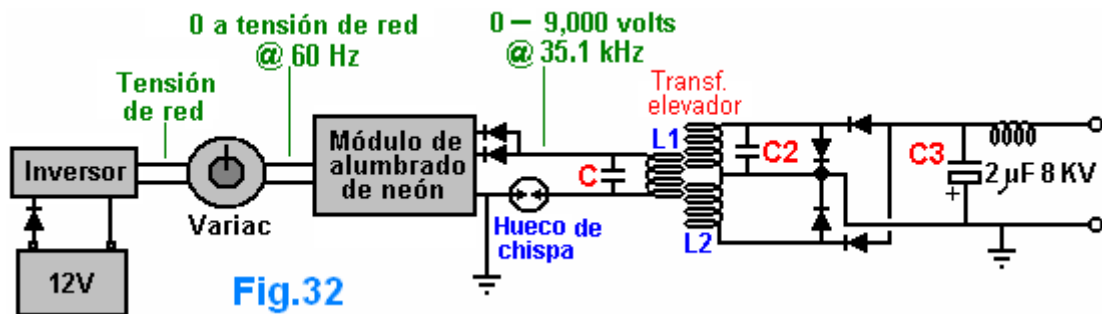 0 a tensión de red
@ 60 Hz
0 – 9,000 volts
@ 35.1 kHz
Tensión
de red
Transf.
elevador
Inversor
Variac
Módulo de
alumbrado
de neón
C
L1
L2
C2
C3
2 µF 8 KV
+
Hueco de
chispa
12V
Fig.32